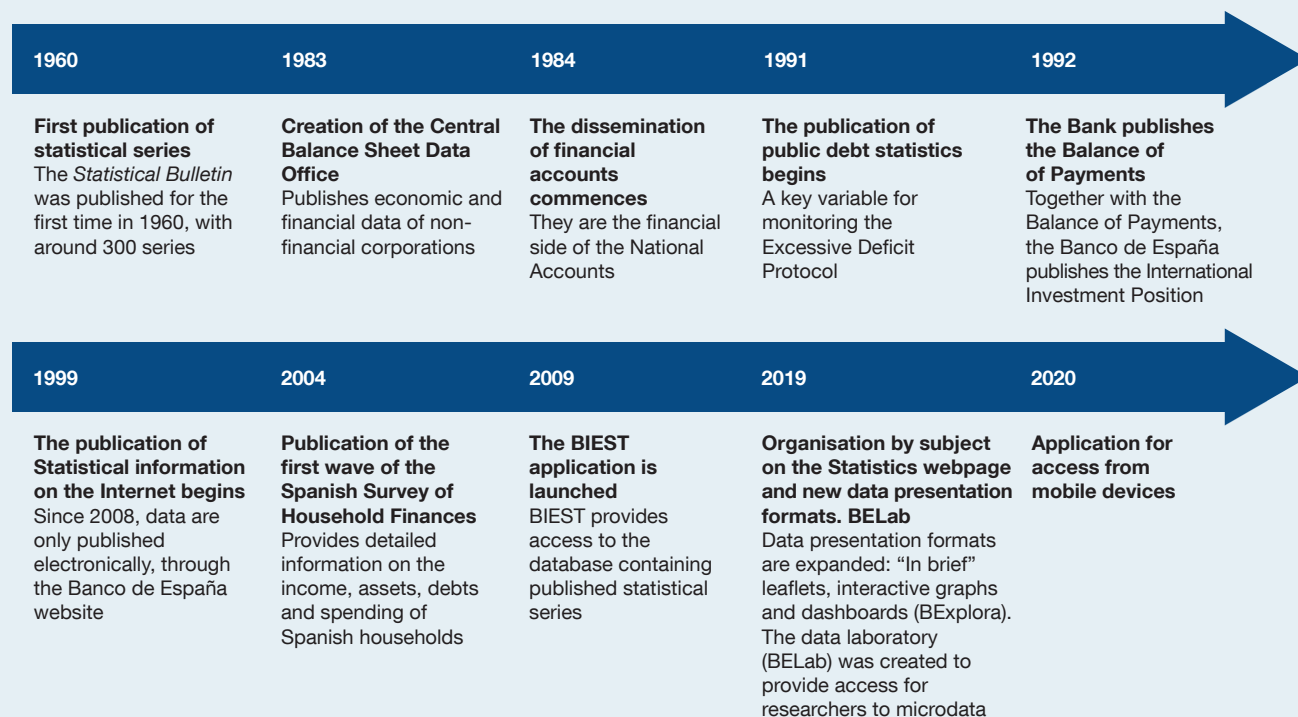 1960
First publication of
statistical series
The Statistical Bulletin
was published for the
first time in 1960, with
around 300 series
1983
Creation of the Central
Balance Sheet Data
Office
Publishes economic and
financial data of non-
financial corporations
1984
The dissemination
of financial
accounts
commences
They are the financial
side of the National
Accounts
1991
The publication of
public debt statistics
begins
A key variable for
monitoring the
Excessive Deficit
Protocol
1992
The Bank publishes
the Balance of
of Payments
Together with the
Balance of Payments,
the Banco de España
publishes the International
Investment Position
1999
The publication of
Statistical information
on the Internet begins
Since 2008, data are
only published
electronically, through
the Banco de España
website
2004
Publication of the
first wave of the
Spanish Survey of
Household Finances
Provides detailed
information on the
income, assets, debts
and spending of
Spanish households
2009
The BIEST
application is
launched
BIEST provides
access to the
database containing
published statistical
series
2019
Organisation by subject
on the Statistics webpage
and new data presentation
formats. BELab
Data presentation formats
are expanded: “In brief”
leaflets, interactive graphs
and dashboards (BExplora).
The data laboratory
(BELab) was created to
provide access for
researchers to microdata
2020
Application for
access from
mobile devices